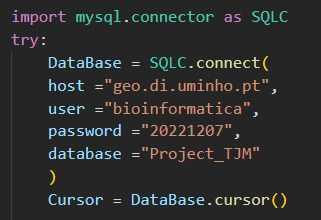 import mysql.connector as SQLC
try:
    DataBase = SQLC.connect(
    host ="geo.di.uminho.pt",
    user ="bioinformatica",
    password ="20221207",
    database ="Project_TJM"
    )
    Cursor = DataBase.cursor()